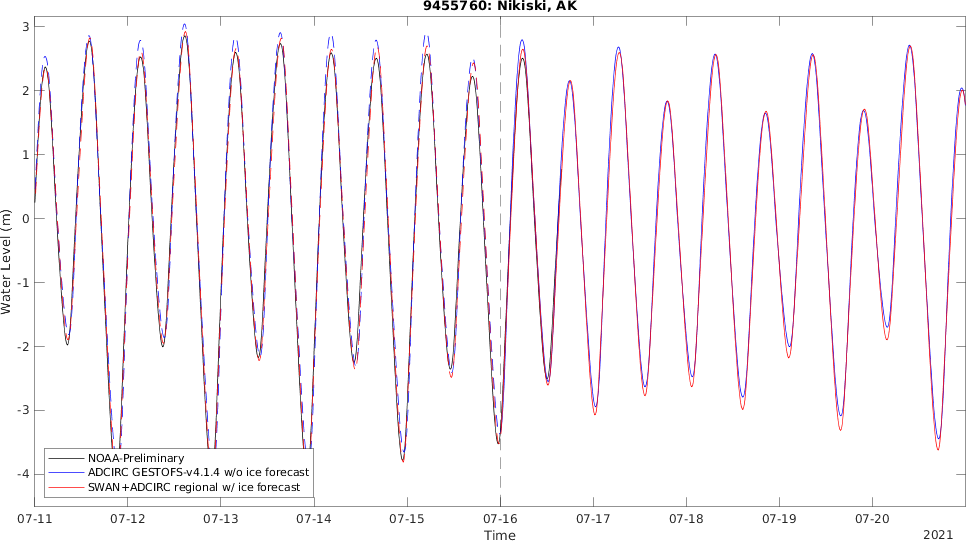 9455760: Nikiski, AK
3
2
1
0
-1
-2
-3
-4
Water Level (m)
NOAA-Preliminary
ADCIRC GESTOFS-v4.1.4 w/o ice forecast
SWAN+ADCIRC regional w/ ice forecast
07-11 07-12 07-13 07-14 07-15 07-16 07-17 07-18 07-19 07-20
Time
2021